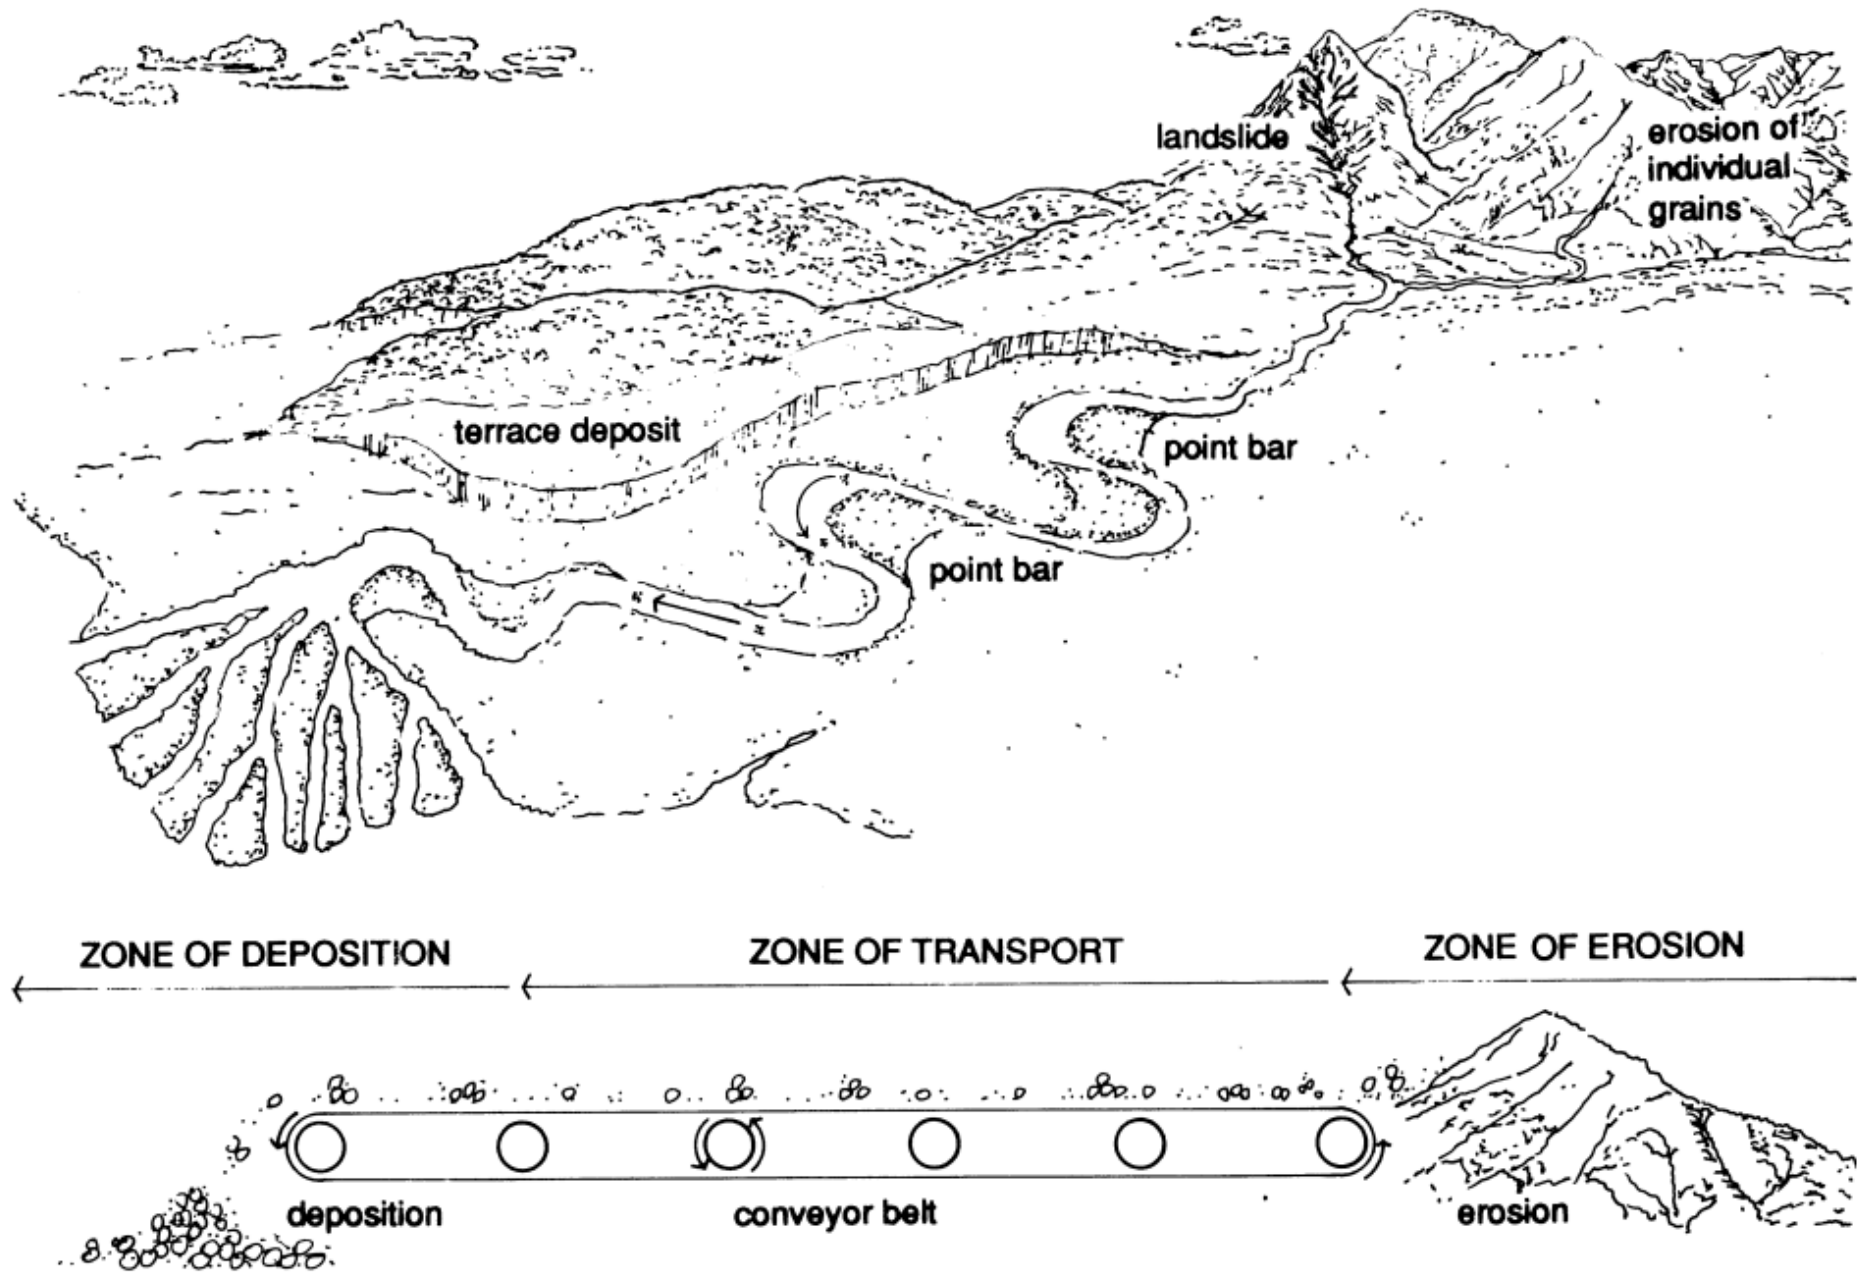 landslide
erosion of
individual
grains
terrace deposit
point bar
point bar
ZONE OF DEPOSITION
ZONE OF TRANSPORT
ZONE OF EROSION
deposition
conveyor belt
erosion